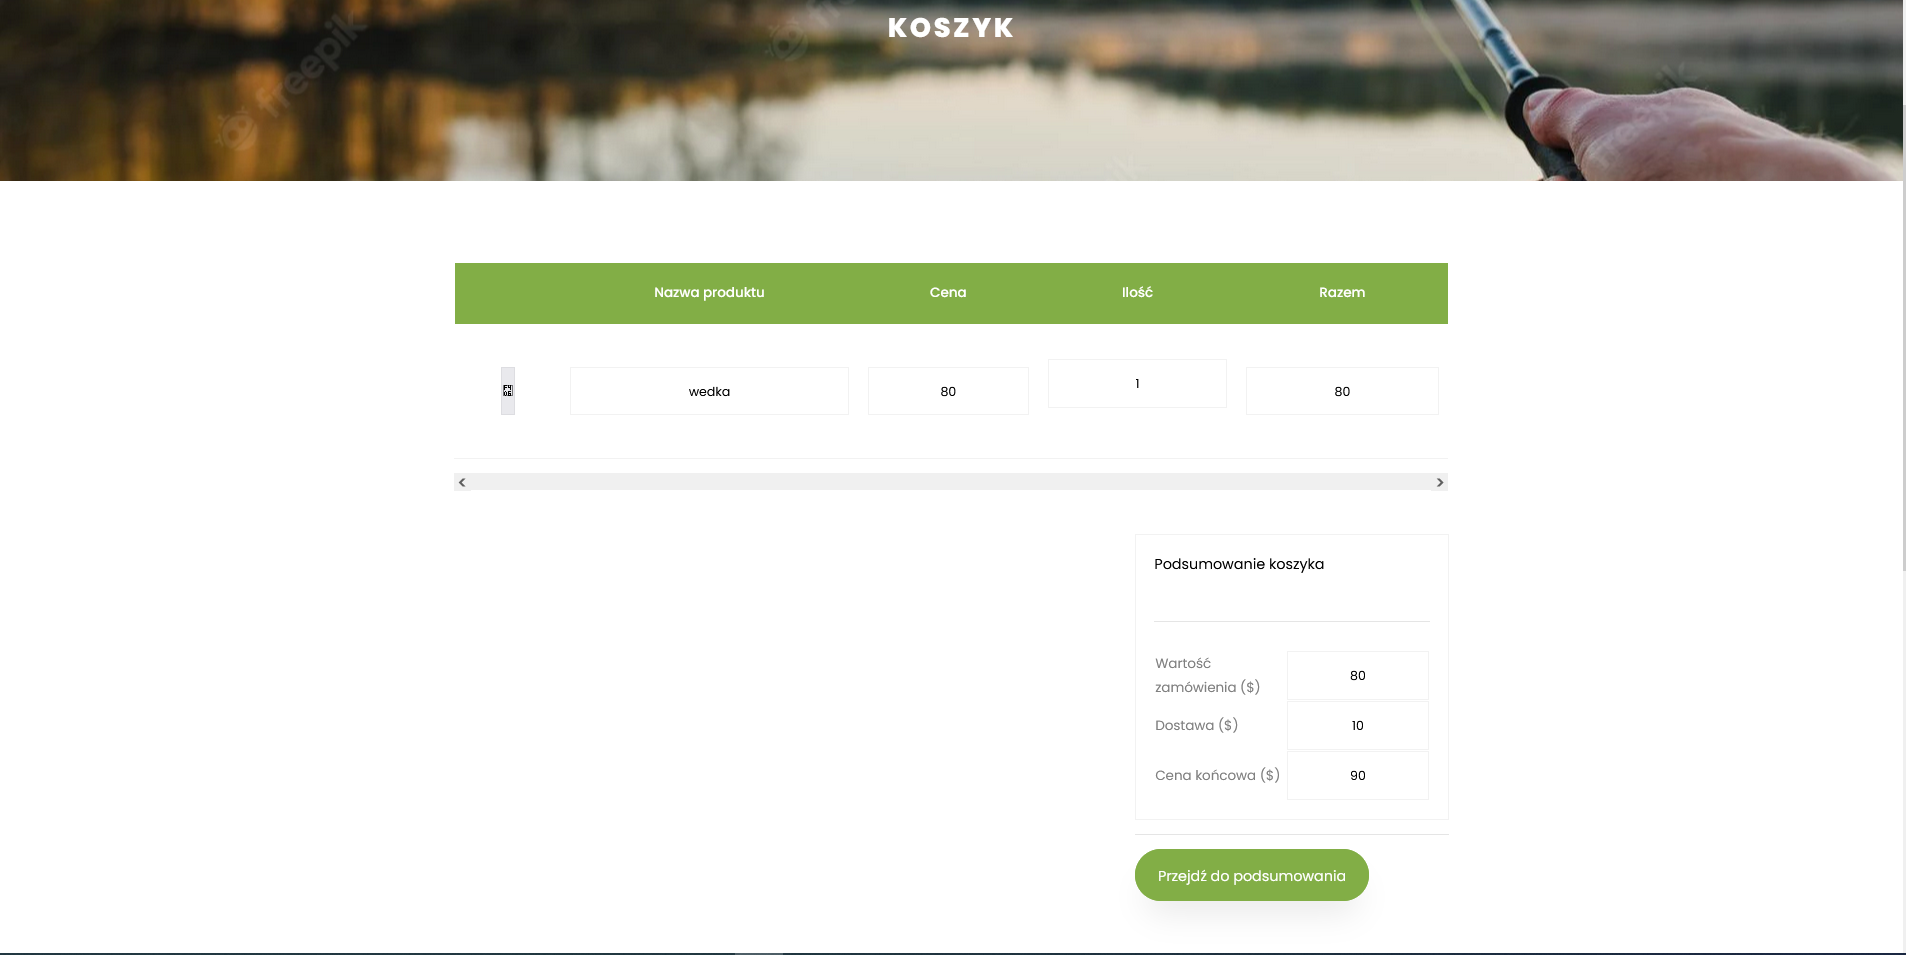 freepik
KOSZYK
Nazwa produktu Cena Ilość Razem
wedka 80 1 80
Podsumowanie koszyka
Wartość
zamówienia ($) 80
Dostawa ($) 10
Cena końcowa ($) 90
Przejdź do podsumowania